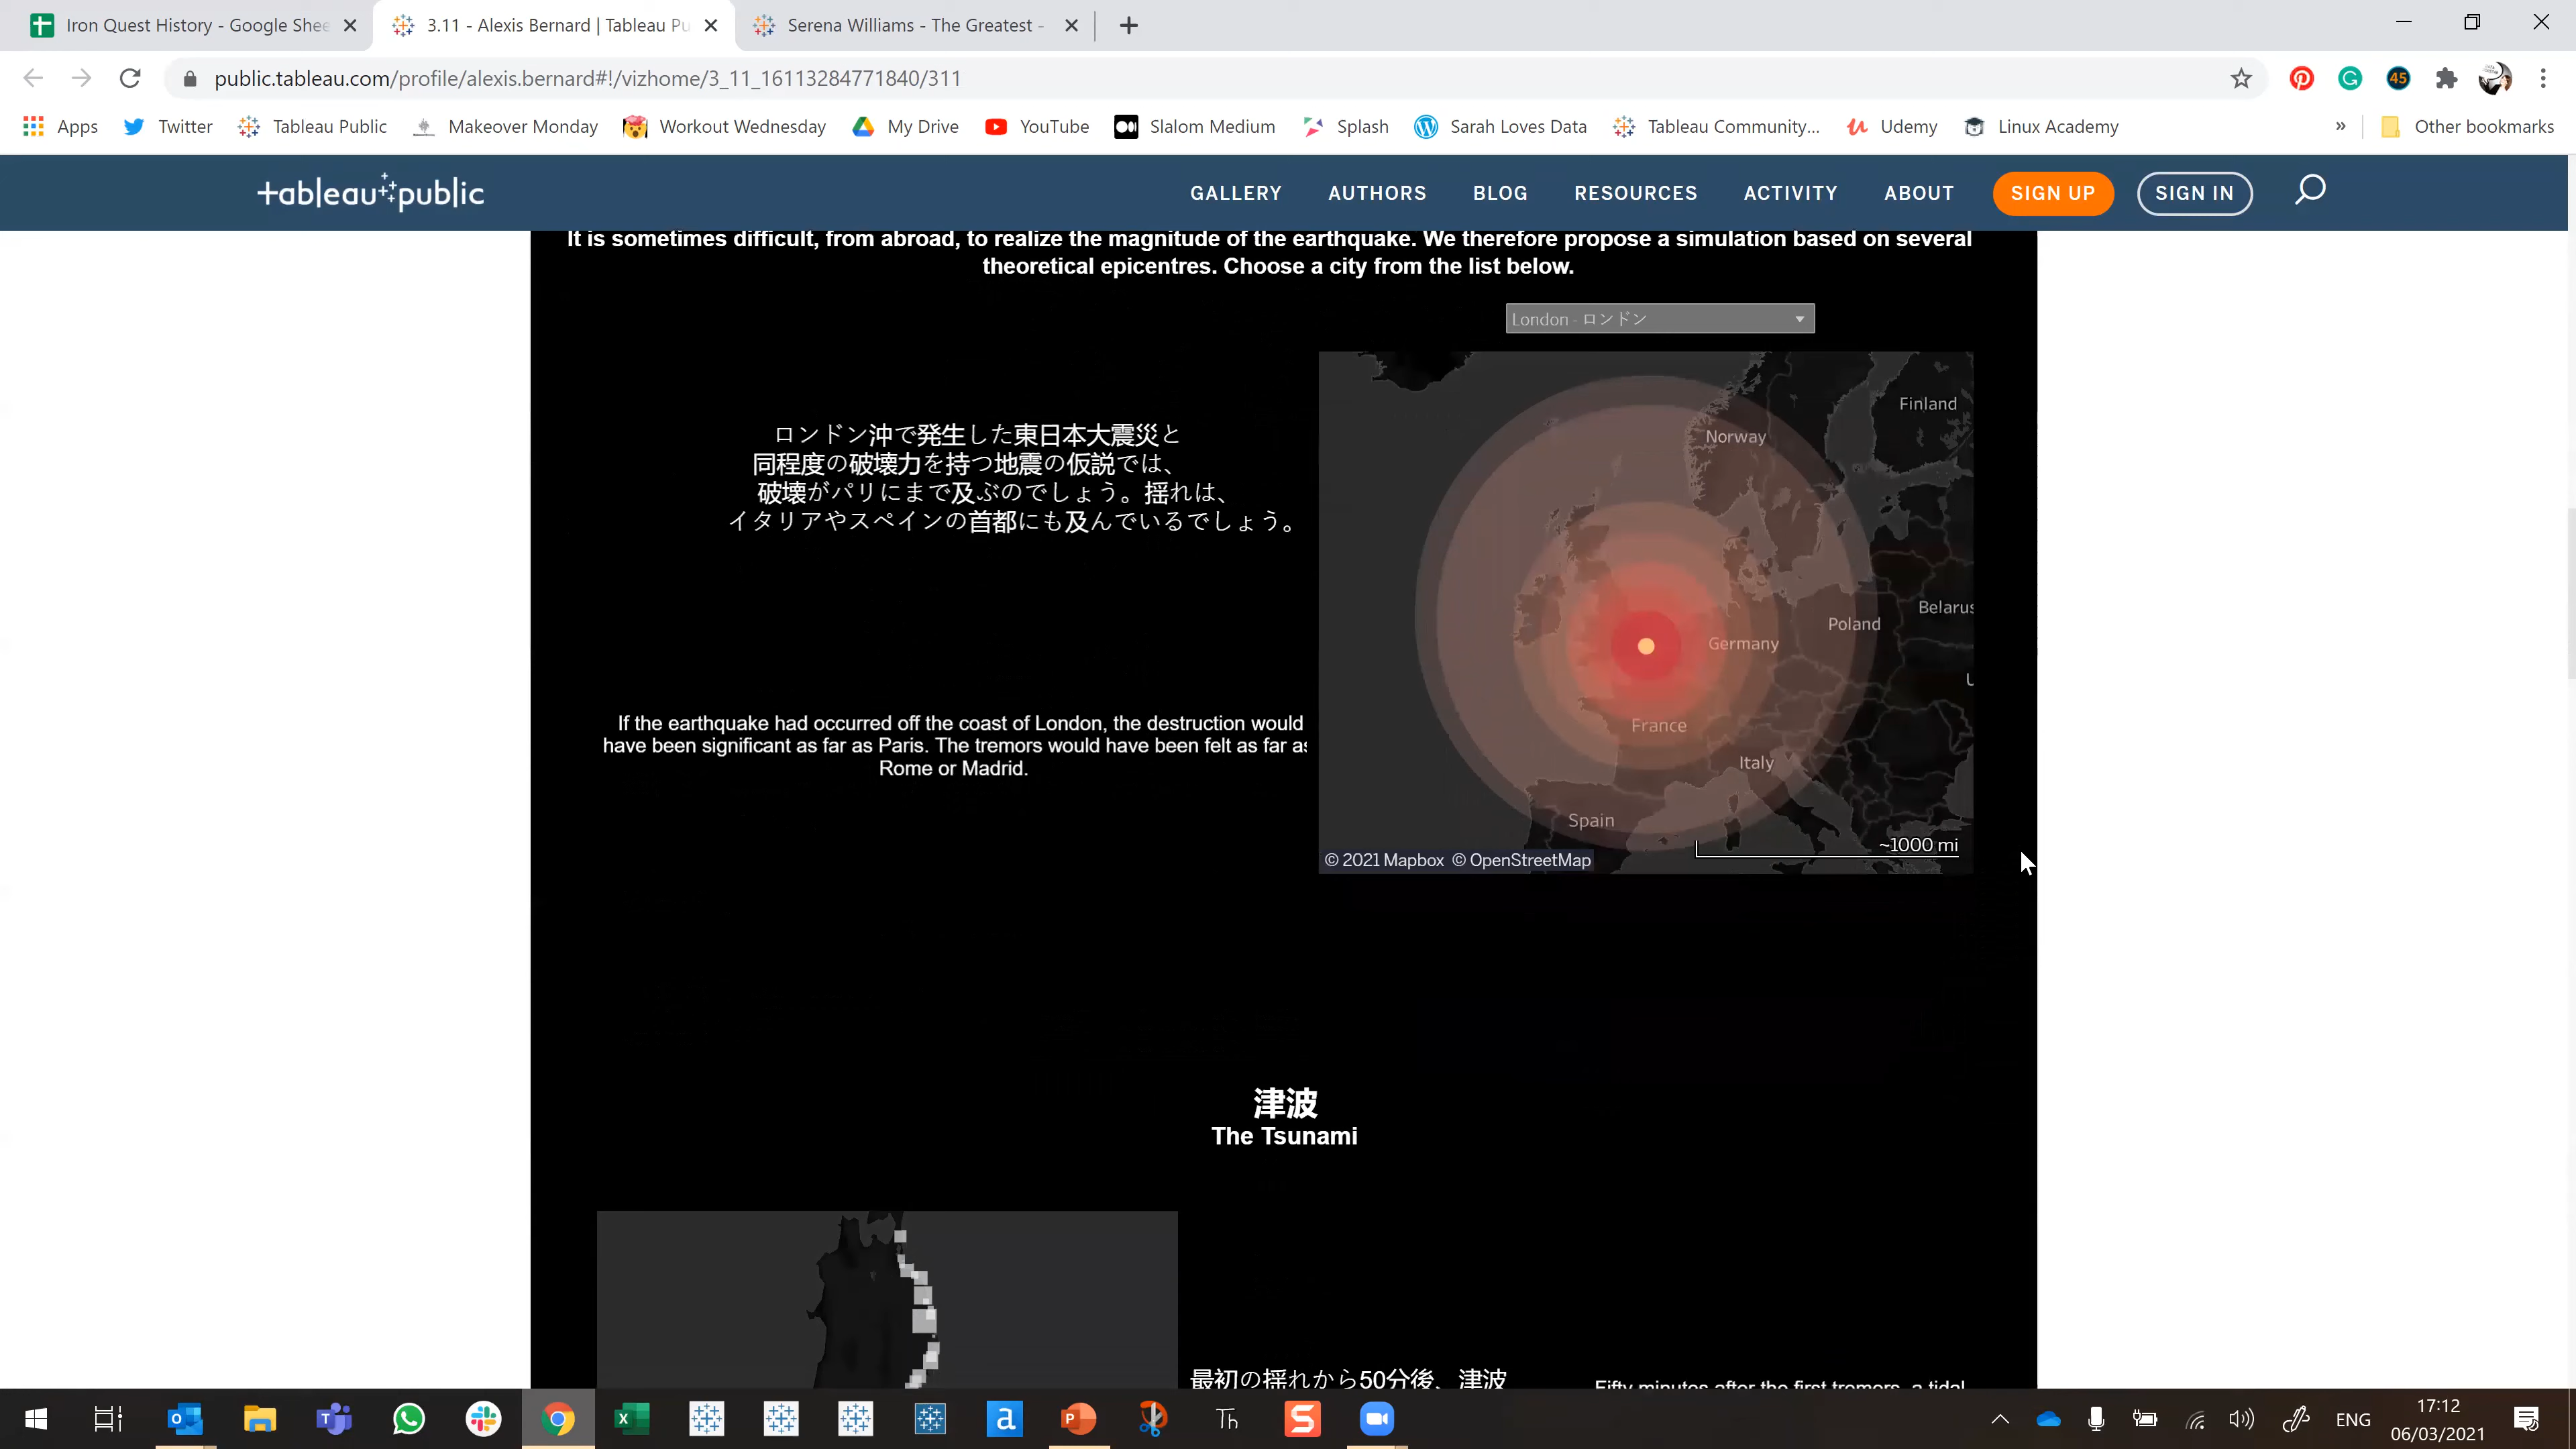 Iron Quest History - Google Shee
3.11 - Alexis Bernard | Tableau Pu
Serena Williams - The Greatest -
public.tableau.com/profile/alexis.bernard#!/vizhome/3_11_16113284771840/311
45
Apps
Twitter
Tableau Public
Makeover Monday
Workout Wednesday
My Drive
YouTube
Slalom Medium
Splash
Sarah Loves Data
Tableau Community...
Udemy
Linux Academy
»
Other bookmarks
+ableau public
GALLERY
AUTHORS
BLOG
RESOURCES
ACTIVITY
ABOUT
SIGN UP
SIGN IN
It is sometimes difficult, from abroad, to realize the magnitude of the earthquake. We therefore propose a simulation based on several
theoretical epicentres. Choose a city from the list below.
London - ロンドン
ロンドン沖で発生した東日本大震災と
同程度の破壊力を持つ地震の仮説では、
破壊がパリにまで及ぶのでしょう。揺れは、
イタリアやスペインの首都にも及んでいるでしょう。
If the earthquake had occurred off the coast of London, the destruction would
have been significant as far as Paris. The tremors would have been felt as far as
Rome or Madrid.
Finland
Norway
Belarus
Poland
Germany
U
France
Italy
Spain
~1000 mi
© 2021 Mapbox © OpenStreetMap
津波
The Tsunami
最初の揺れから50分後、津波
Fifty minutes after the first tremors, a tidal
Th
ENG
17:12
06/03/2021